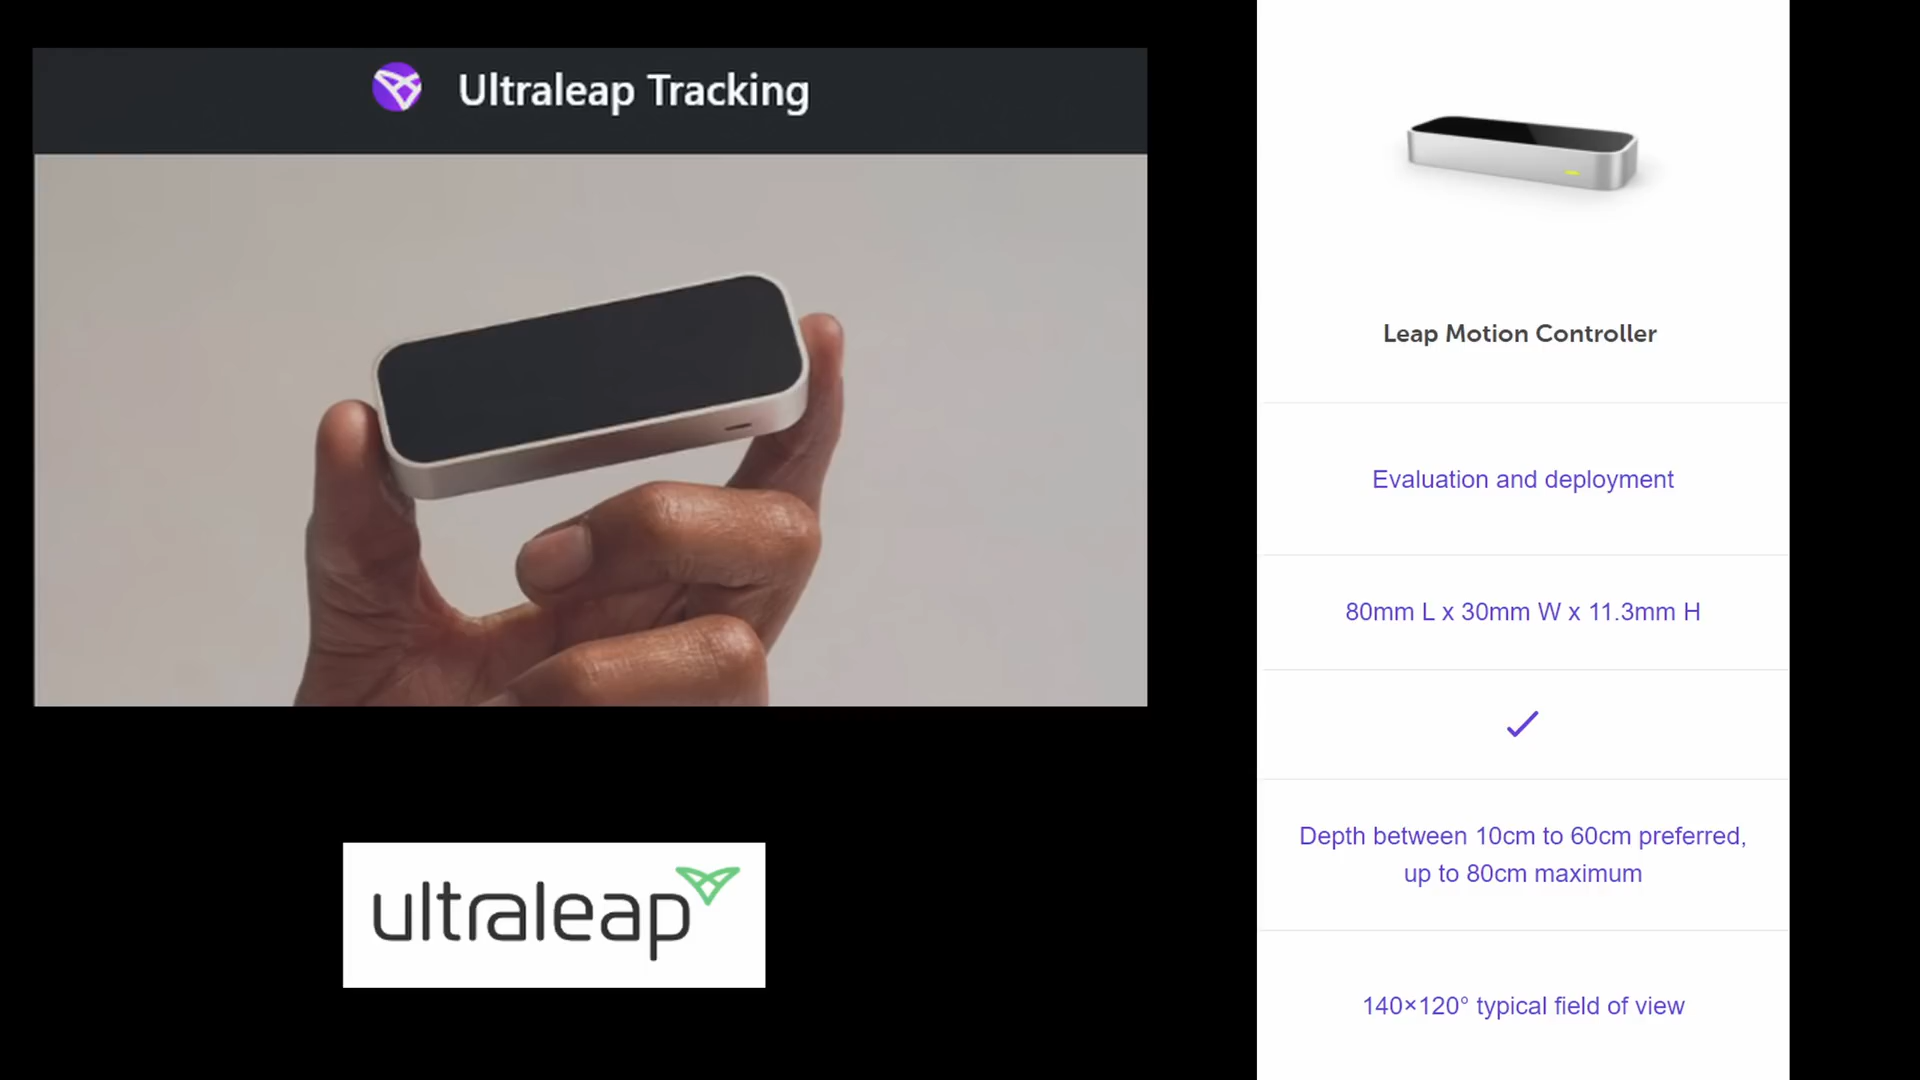 Ultraleap Tracking
ultraleap
Leap Motion Controller
Evaluation and deployment
80mm L x 30mm W x 11.3mm H
Depth between 10cm to 60cm preferred,
up to 80cm maximum
140×120° typical field of view